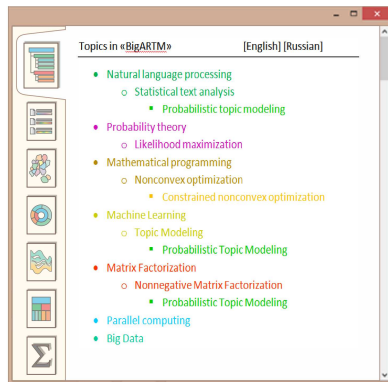 Topics in «BigARTM» [English] [Russian]
Natural language processing
Statistical text analysis
Probabilistic topic modeling
Probability theory
Likelihood maximization
Mathematical programming
Nonconvex optimization
Constrained nonconvex optimization
Machine Learning
Topic Modeling
Probabilistic Topic Modeling
Matrix Factorization
Nonnegative Matrix Factorization
Probabilistic Topic Modeling
Parallel computing
Big Data
Σ